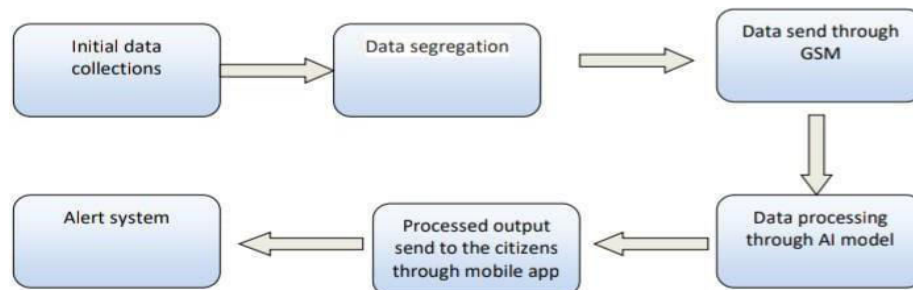 Initial data
collections
Data segregation
Data send through
GSM
Data processing
through AI model
Processed output
send to the citizens
through mobile app
Alert system